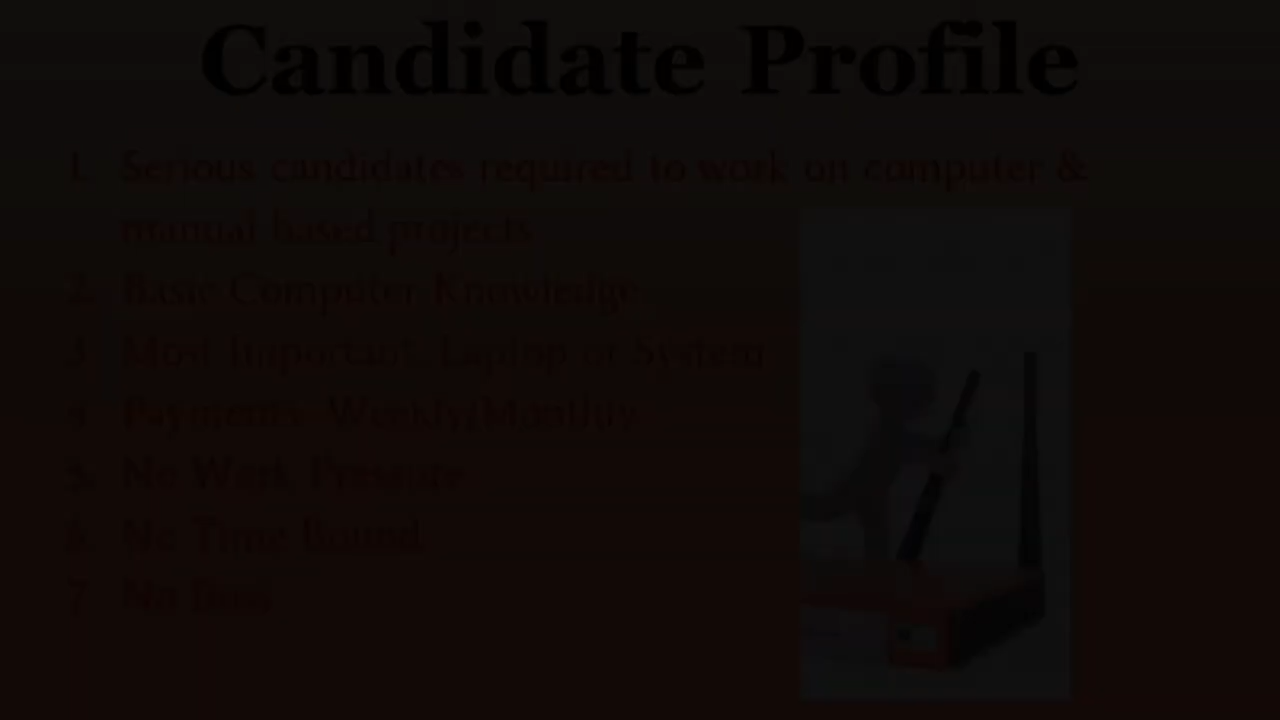 Candidate Profile
1. Serious candidates required to work on computer &
manual based projects
2. Basic Computer Knowledge
3. Most Important: Laptop or System
4. Payments: Weekly/Monthly
5. No Work Pressure
6. No Time Bound
7. No Boss